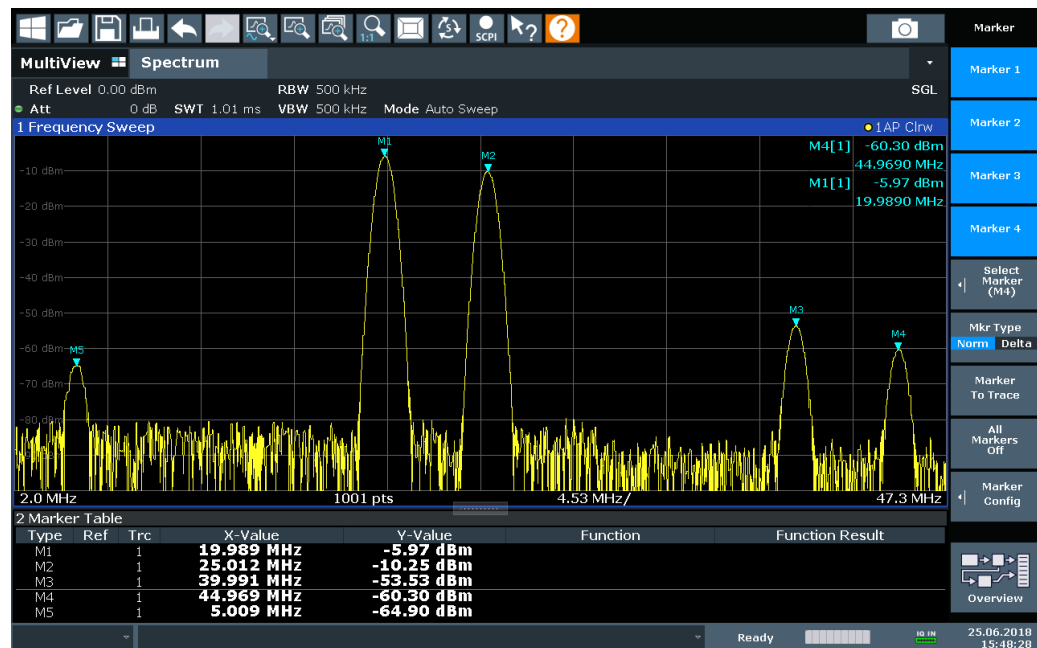 1:1 SCPI ? ?
Marker
MultiView Spectrum
Marker 1
Ref Level 0.00 dBm RBW 500 kHz SGL
Att 0 dB SWT 1.01 ms VBW 500 kHz Mode Auto Sweep
1 Frequency Sweep 1AP Clrw
Marker 2
M1
M2
M4[1] -60.30 dBm
44.9690 MHz
M1[1] -5.97 dBm
19.9890 MHz
-10 dBm
-20 dBm
-30 dBm
-40 dBm
-50 dBm
-60 dBm
-70 dBm
-80 dBm
M5
M3
M4
2.0 MHz 1001 pts 4.53 MHz/ 47.3 MHz
Marker 3
Marker 4
Select
Marker
(M4)
Mkr Type
Norm Delta
Marker
To Trace
All
Markers
Off
Marker
Config
2 Marker Table
Type Ref Trc X-Value Y-Value Function Function Result
M1 1 19.989 MHz -5.97 dBm
M2 1 25.012 MHz -10.25 dBm
M3 1 39.991 MHz -53.53 dBm
M4 1 44.969 MHz -60.30 dBm
M5 1 5.009 MHz -64.90 dBm
Overview
Ready IQ IN 25.06.2018
15:48:28